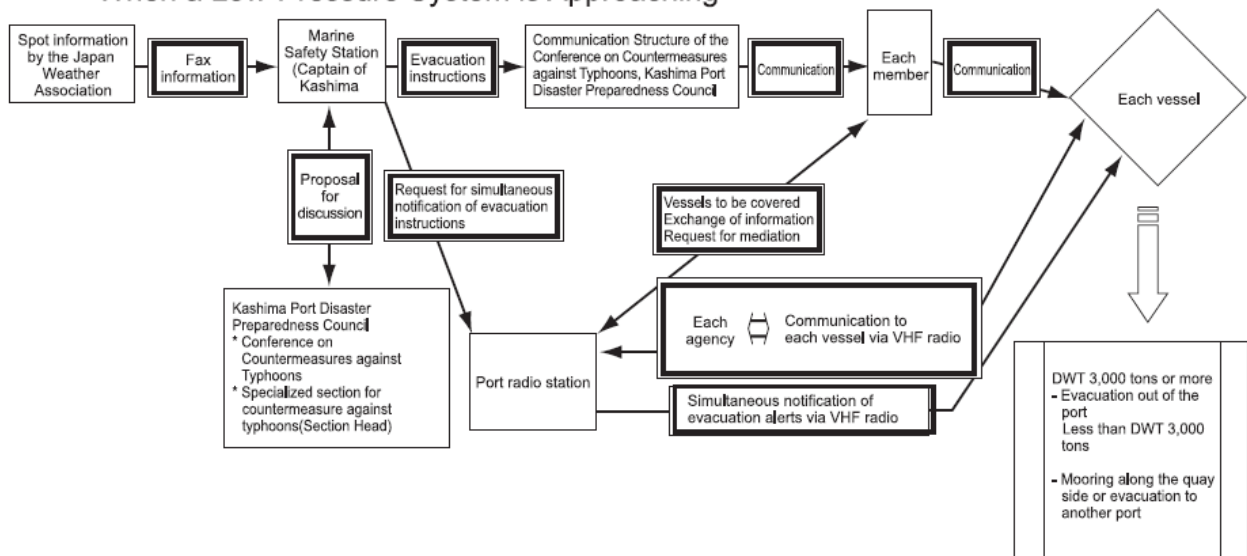 When a Low Pressure System is Approaching
Spot information
by the Japan
Weather
Association
Fax
information
Marine
Safety Station
(Captain of
Kashima
Evacuation
instructions
Communication Structure of the
Conference on Countermeasures
against Typhoons, Kashima Port
Disaster Preparedness Council
Communication
Each
member
Communication
Each vessel
Proposal
for
discussion
Request for simultaneous
notification of evacuation
instructions
Vessels to be covered
Exchange of information
Request for mediation
Kashima Port Disaster
Preparedness Council
* Conference on
Countermeasures against
Typhoons
* Specialized section for
countermeasure against
typhoons(Section Head)
Port radio station
Each
agency
Communication to
each vessel via VHF radio
Simultaneous notification of
evacuation alerts via VHF radio
DWT 3,000 tons or more
- Evacuation out of the
port
Less than DWT 3,000
tons
- Mooring along the quay
side or evacuation to
another port